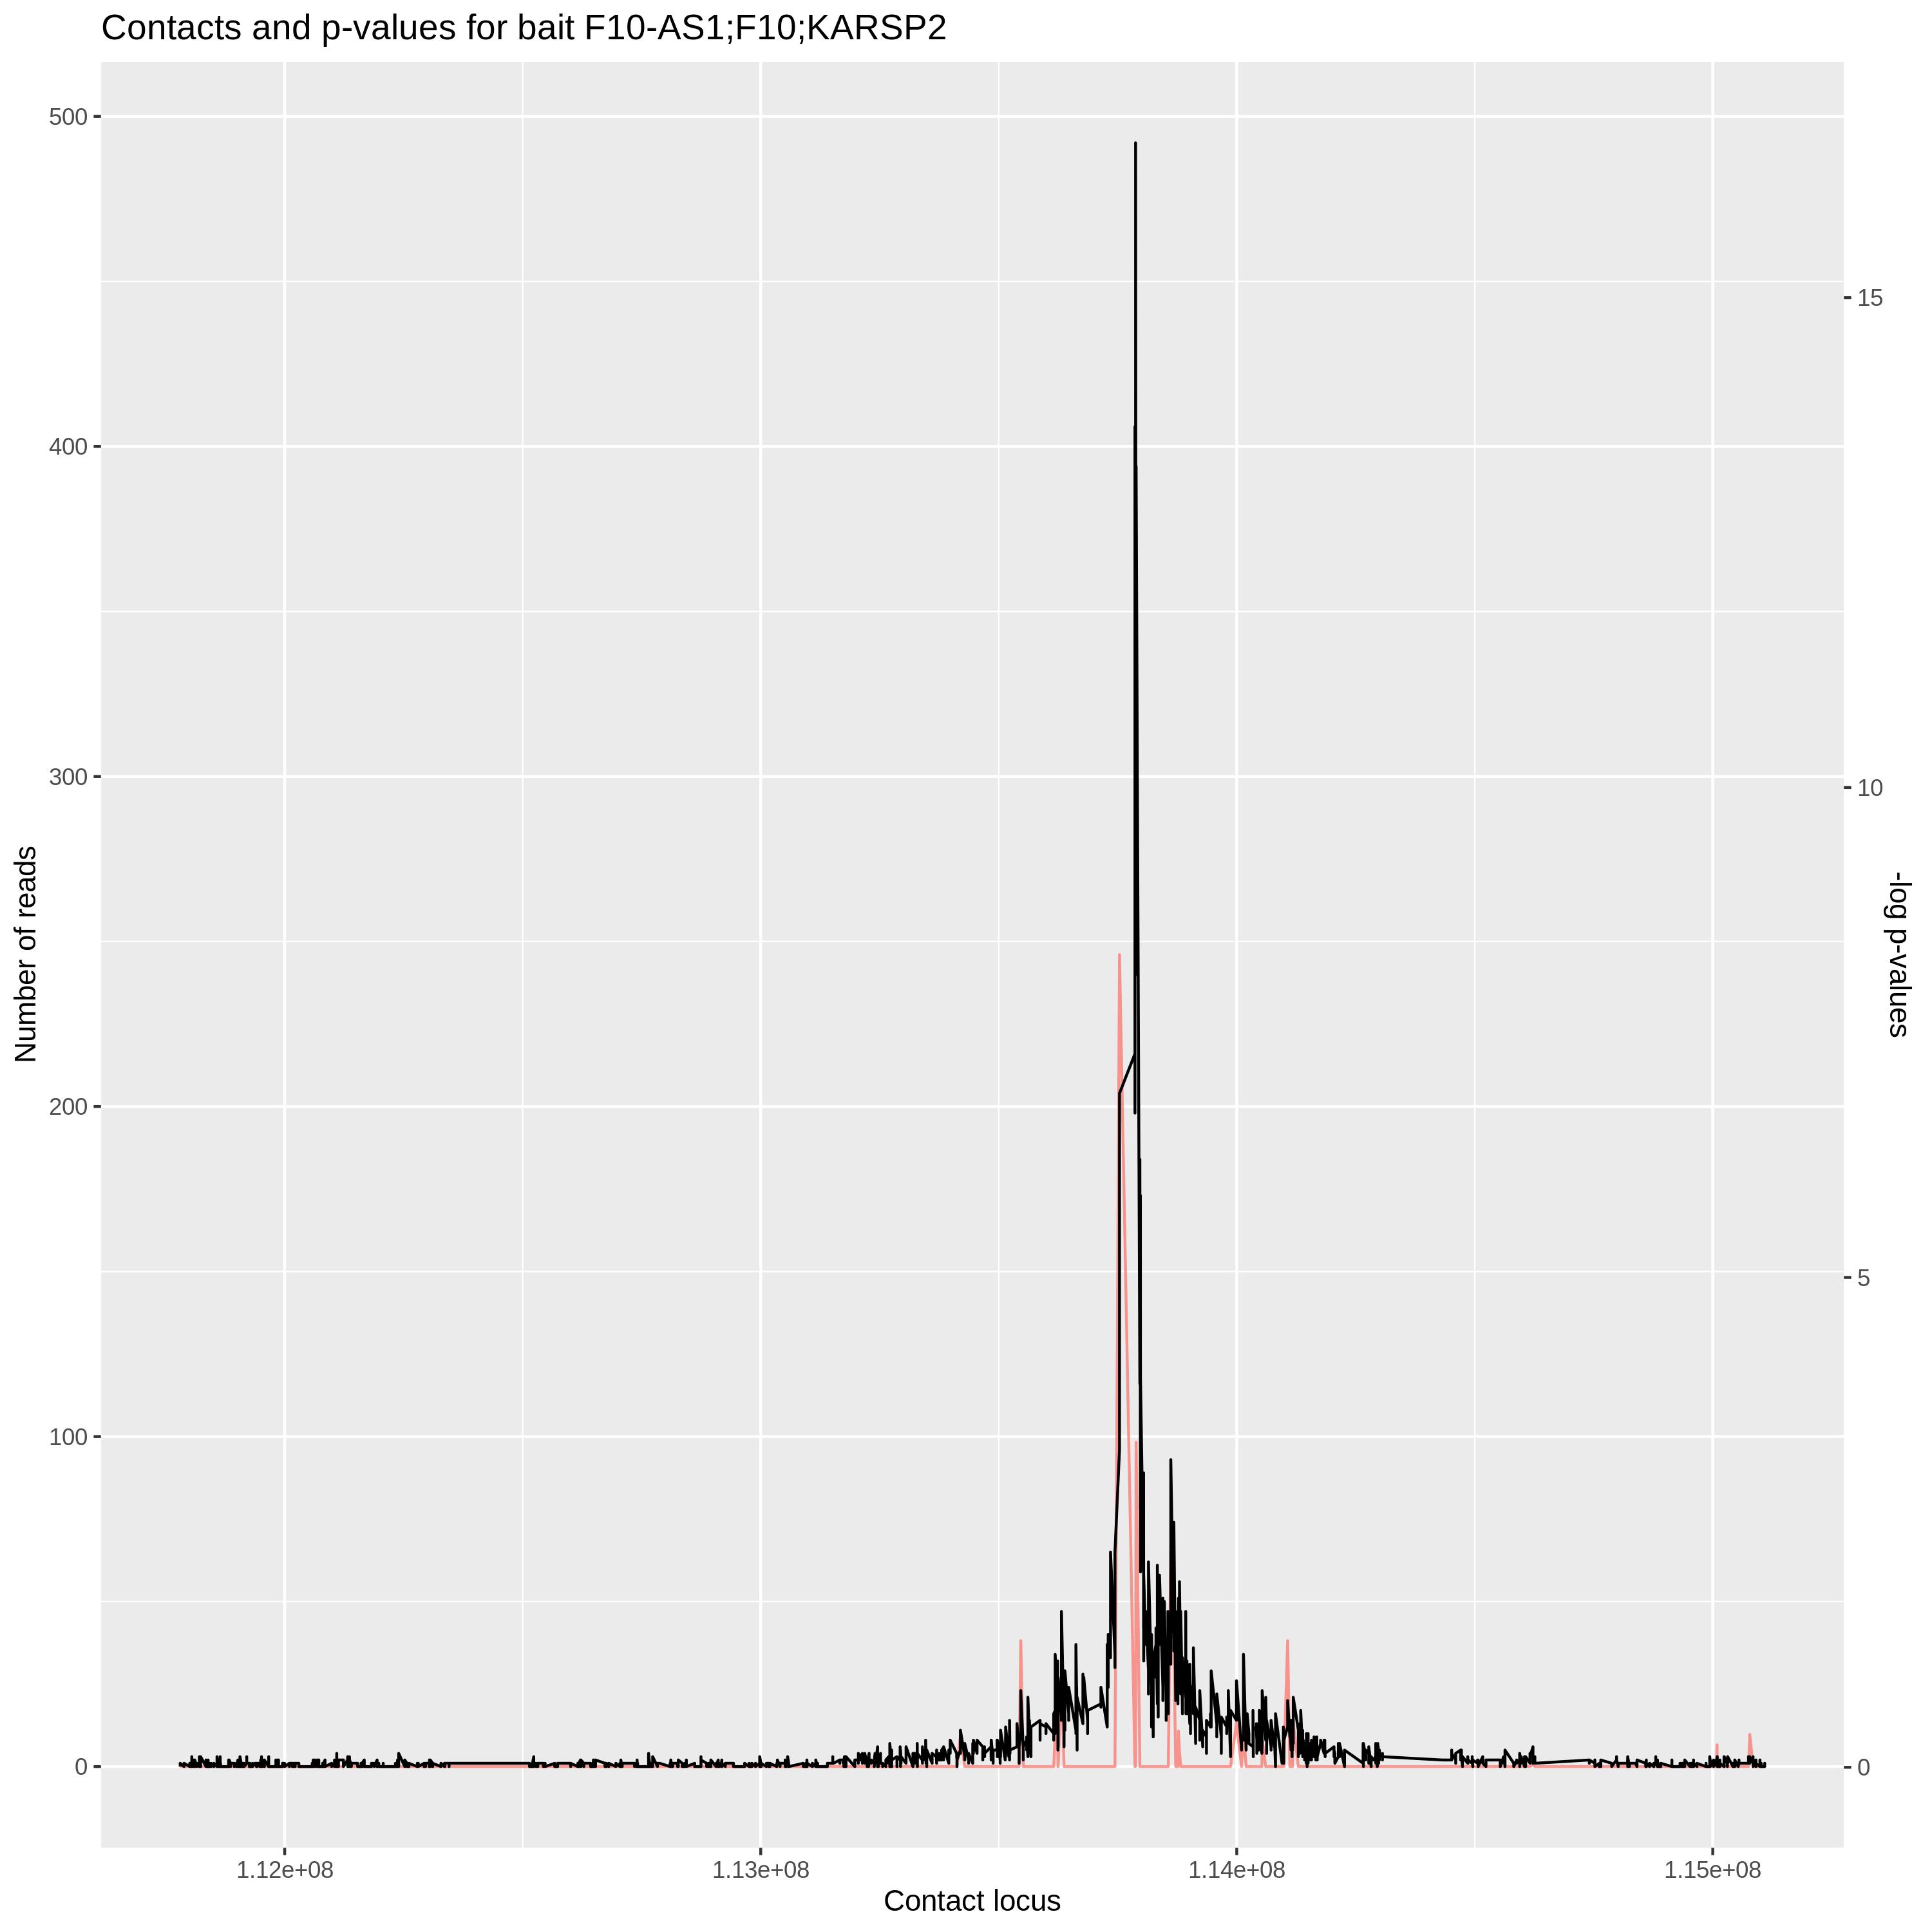 Contacts and p-values for bait F10-AS1;F10;KARSP2
500
400
300
200
100
0
Number of reads
15
10
5
0
-log p-values
1.12e+08
1.13e+08
1.14e+08
1.15e+08
Contact locus